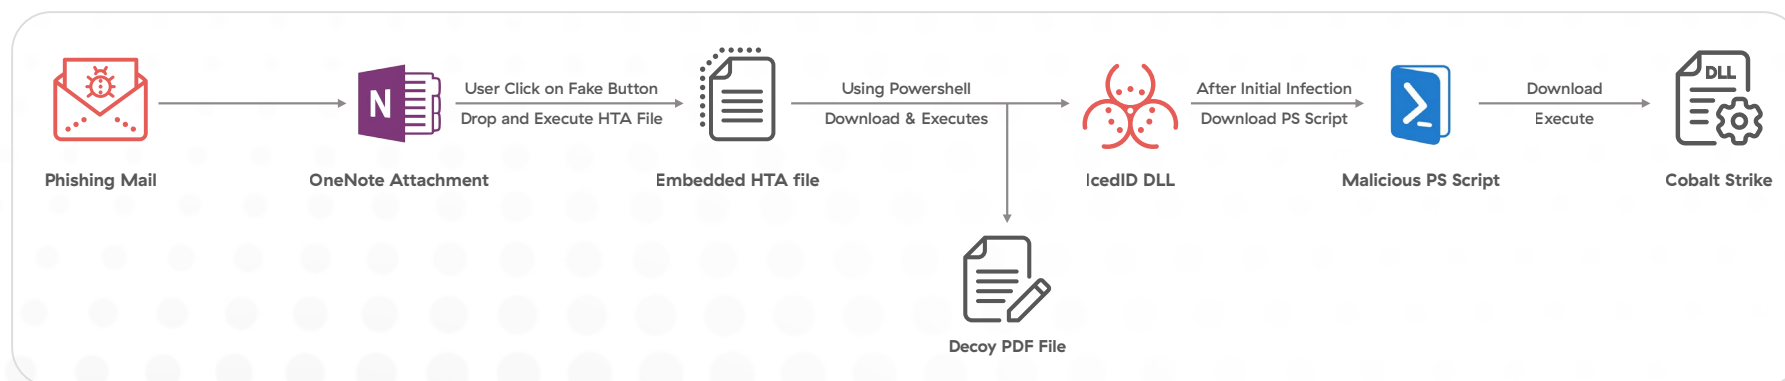 Phishing Mail
N
OneNote Attachment
User Click on Fake Button
Drop and Execute HTA File
Embedded HTA file
Using Powershell
Download & Executes
Decoy PDF File
IcedID DLL
After Initial Infection
Download PS Script
Malicious PS Script
Download
Execute
DLL
Cobalt Strike